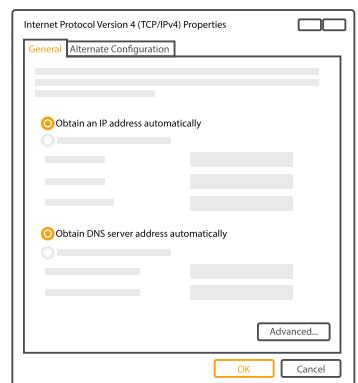 Internet Protocol Version 4 (TCP/IPv4) Properties
General Alternate Configuration
Obtain an IP address automatically
Obtain DNS server address automatically
Advanced...
OK Cancel